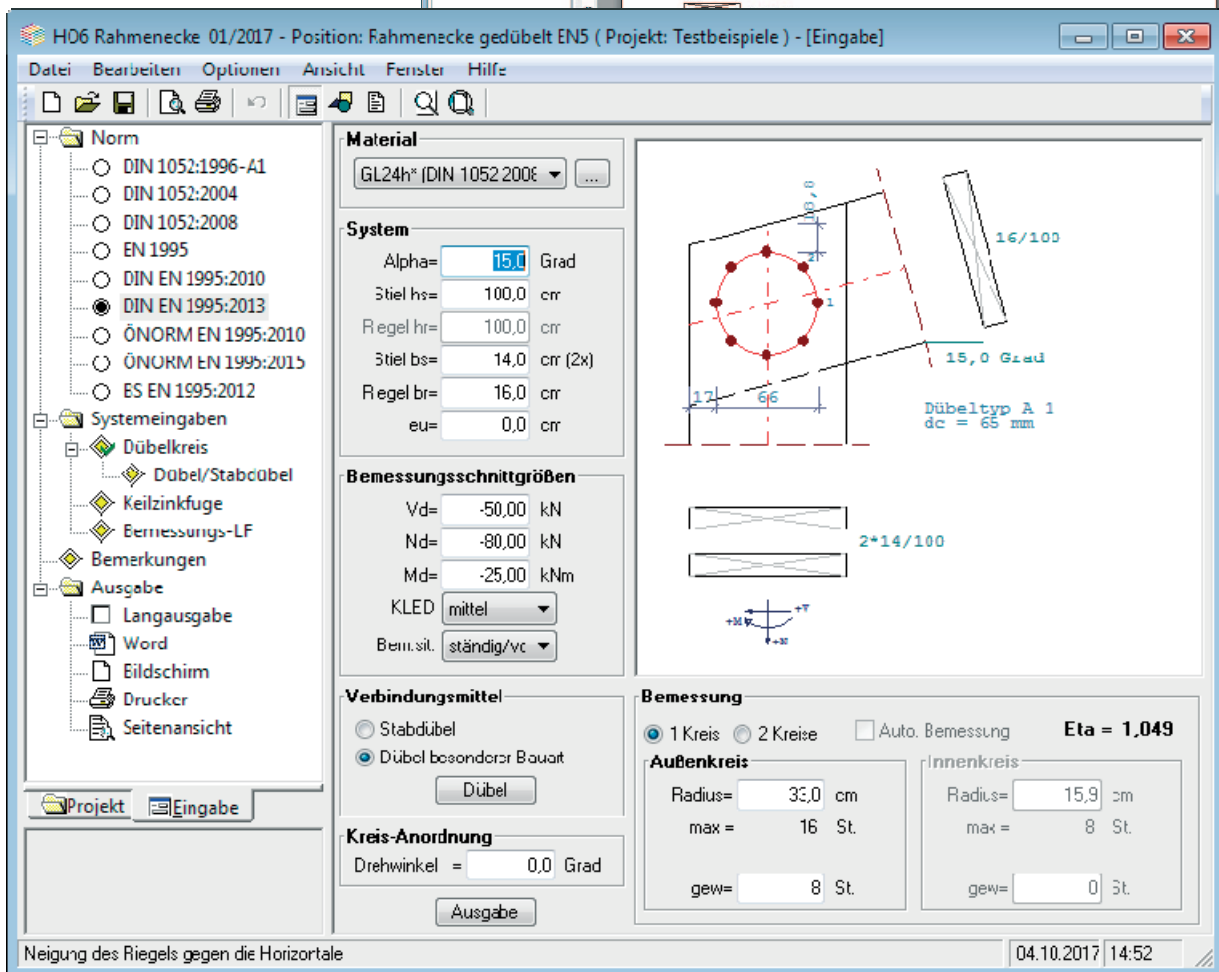 HO6 Rahmenecke 01/2017 - Position: Rahmenecke gedübelt EN5 ( Projekt: Testbeispiele ) - [Eingabe]
Datei Bearbeiten Optionen Ansicht Fenster Hilfe
Norm
DIN 1052:1996-A1
DIN 1052:2004
DIN 1052:2008
EN 1995
DIN EN 1995:2010
DIN EN 1995:2013
ÖNORM EN 1995:2010
ÖNORM EN 1995:2015
ES EN 1995:2012
Systemeingaben
Dübelkreis
Dübel/Stabdübel
Keilzinkfuge
Bemessungs-LF
Bemerkungen
Ausgabe
Langausgabe
Word
Bildschirm
Drucker
Seitenansicht
Projekt Eingabe
Material
GL24h* (DIN 1052:2008 ...
System
Alpha= 15,0 Grad
Stiel hs= 100,0 cm
Riegel hr= 100,0 cm
Stiel bs= 14,0 cm (2x)
Riegel br= 16,0 cm
eu= 0,0 cm
Bemessungsschnittgrößen
Vd= -50,00 kN
Nd= -80,00 kN
Md= -25,00 kNm
KLED mittel
Bem.sit. ständig/vo
Verbindungsmittel
Stabdübel
Dübel besonderer Bauart
Dübel
Kreis-Anordnung
Drehwinkel = 0,0 Grad
Ausgabe
18,8
2
1
16/100
15,0 Grad
17 66
Dübeltyp A 1
dc = 65 mm
2*14/100
+M +V
+N
Bemessung
1 Kreis 2 Kreise Auto. Bemessung Eta = 1,049
Außenkreis
Radius= 33,0 cm
max = 16 St.
gew= 8 St.
Innenkreis
Radius= 15,9 cm
max = 8 St.
gew= 0 St.
Neigung des Riegels gegen die Horizontale 04.10.2017 14:52